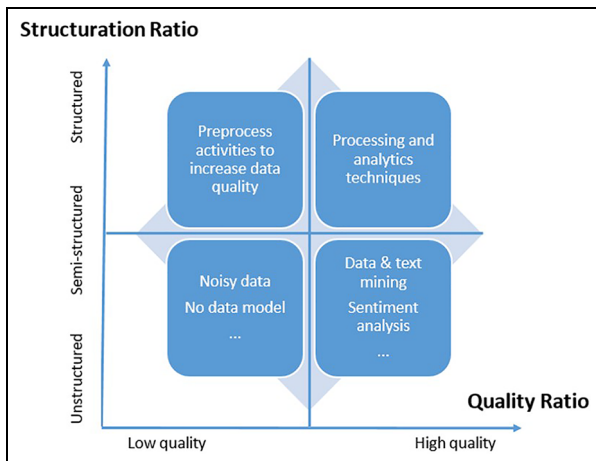 Structuration Ratio
Structured
Semi-structured
Unstructured
Preprocess
activities to
increase data
quality
Processing and
analytics
techniques
Noisy data
No data model
...
Data & text
mining
Sentiment
analysis
...
Quality Ratio
Low quality
High quality